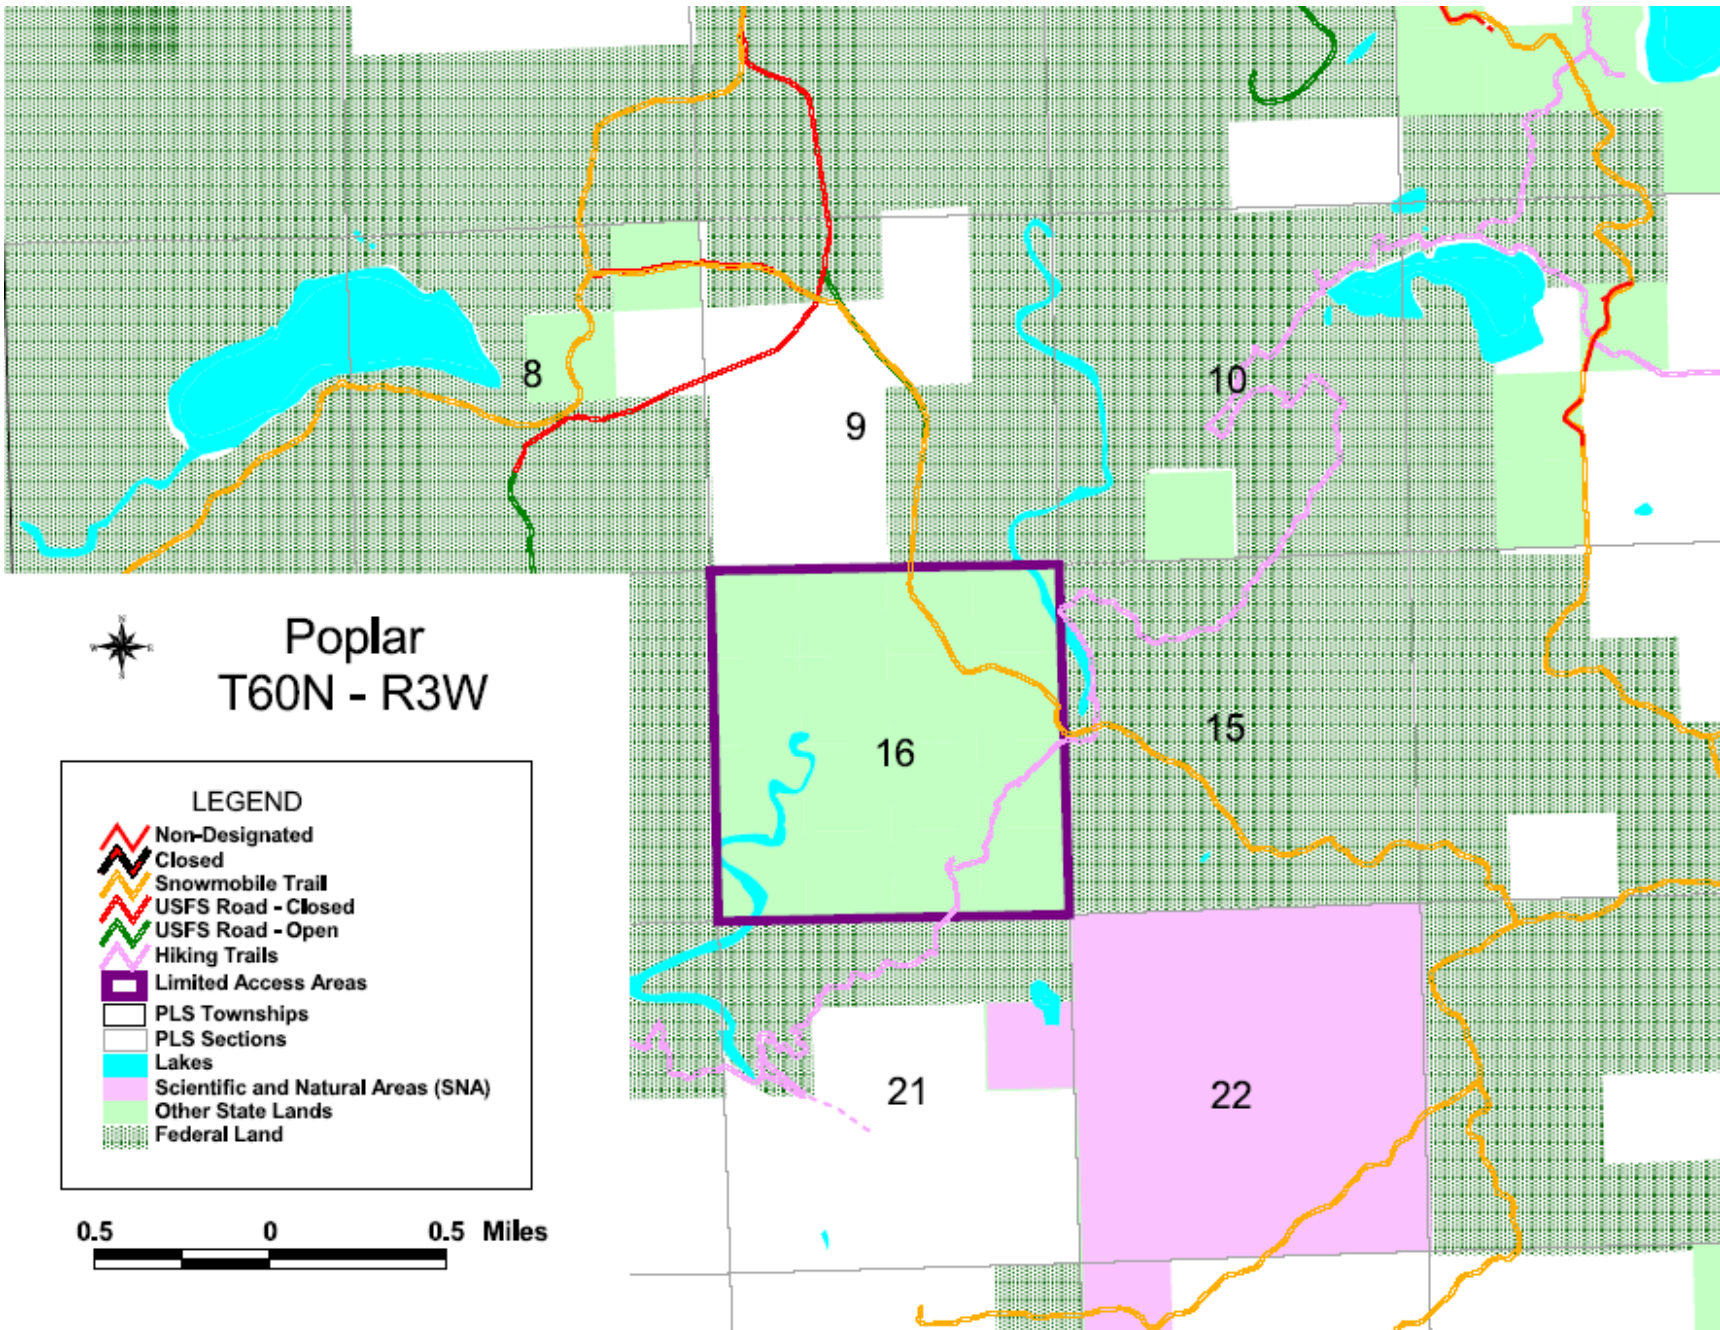 8
10
9
Poplar
T60N - R3W
16
15
LEGEND
Non-Designated
Closed
Snowmobile Trail
USFS Road - Closed
USFS Road - Open
Hiking Trails
Limited Access Areas
PLS Townships
PLS Sections
Lakes
Scientific and Natural Areas (SNA)
Other State Lands
Federal Land
21
22
0.5 0 0.5 Miles